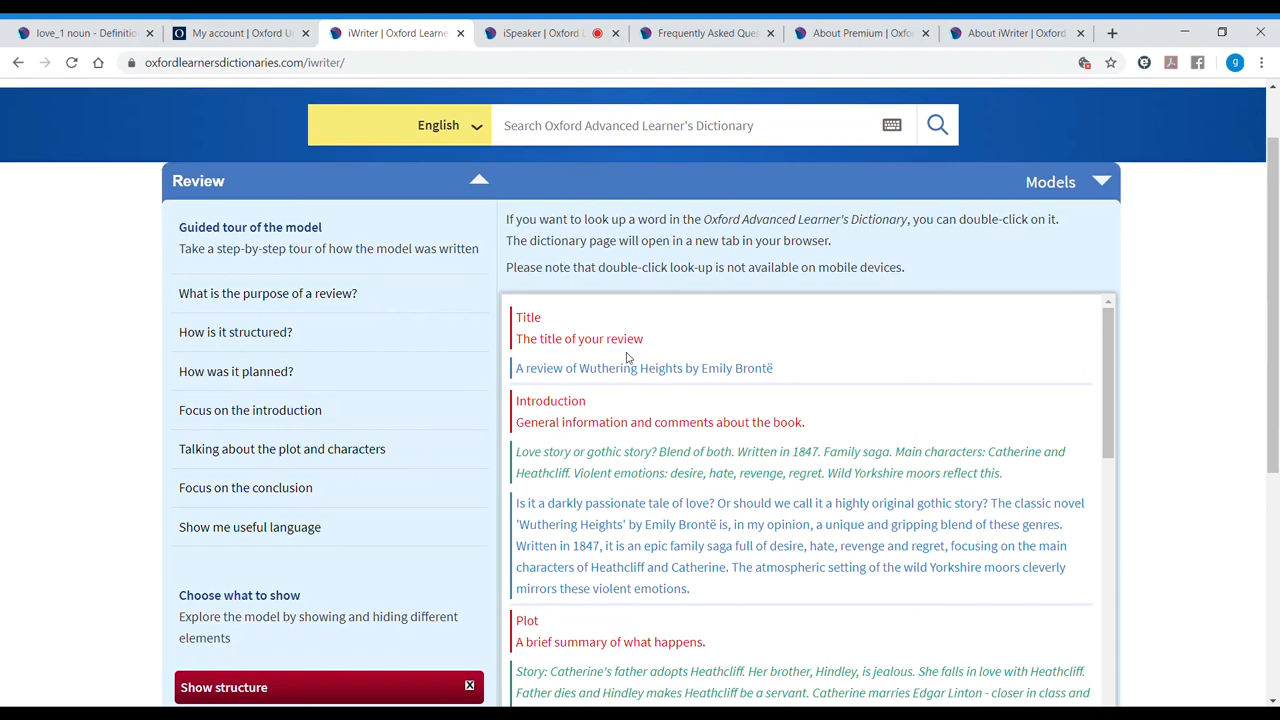 love_1 noun - Definitio
My account | Oxford U
iWriter | Oxford Learne
iSpeaker | Oxford L
Frequently Asked Que
About Premium | Oxfo
About iWriter | Oxford
oxfordlearnersdictionaries.com/iwriter/
g
English
Search Oxford Advanced Learner's Dictionary
Review
Models
Guided tour of the model
Take a step-by-step tour of how the model was written
What is the purpose of a review?
How is it structured?
How was it planned?
Focus on the introduction
Talking about the plot and characters
Focus on the conclusion
Show me useful language
Choose what to show
Explore the model by showing and hiding different
elements
Show structure
If you want to look up a word in the Oxford Advanced Learner's Dictionary, you can double-click on it.
The dictionary page will open in a new tab in your browser.
Please note that double-click look-up is not available on mobile devices.
Title
The title of your review
A review of Wuthering Heights by Emily Brontë
Introduction
General information and comments about the book.
Love story or gothic story? Blend of both. Written in 1847. Family saga. Main characters: Catherine and
Heathcliff. Violent emotions: desire, hate, revenge, regret. Wild Yorkshire moors reflect this.
Is it a darkly passionate tale of love? Or should we call it a highly original gothic story? The classic novel
'Wuthering Heights' by Emily Brontë is, in my opinion, a unique and gripping blend of these genres.
Written in 1847, it is an epic family saga full of desire, hate, revenge and regret, focusing on the main
characters of Heathcliff and Catherine. The atmospheric setting of the wild Yorkshire moors cleverly
mirrors these violent emotions.
Plot
A brief summary of what happens.
Story: Catherine's father adopts Heathcliff. Her brother, Hindley, is jealous. She falls in love with Heathcliff.
Father dies and Hindley makes Heathcliff be a servant. Catherine marries Edgar Linton - closer in class and